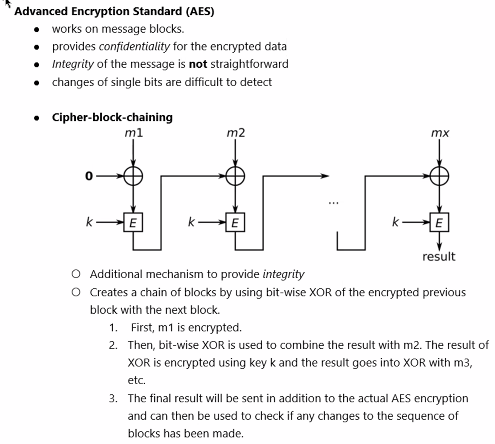 Advanced Encryption Standard (AES)
• works on message blocks.
• provides confidentiality for the encrypted data
• Integrity of the message is not straightforward
• changes of single bits are difficult to detect
• Cipher-block-chaining
m1 m2 mx
0
...
k E k E k E
result
○ Additional mechanism to provide integrity
○ Creates a chain of blocks by using bit-wise XOR of the encrypted previous
block with the next block.
1. First, m1 is encrypted.
2. Then, bit-wise XOR is used to combine the result with m2. The result of
XOR is encrypted using key k and the result goes into XOR with m3,
etc.
3. The final result will be sent in addition to the actual AES encryption
and can then be used to check if any changes to the sequence of
blocks has been made.